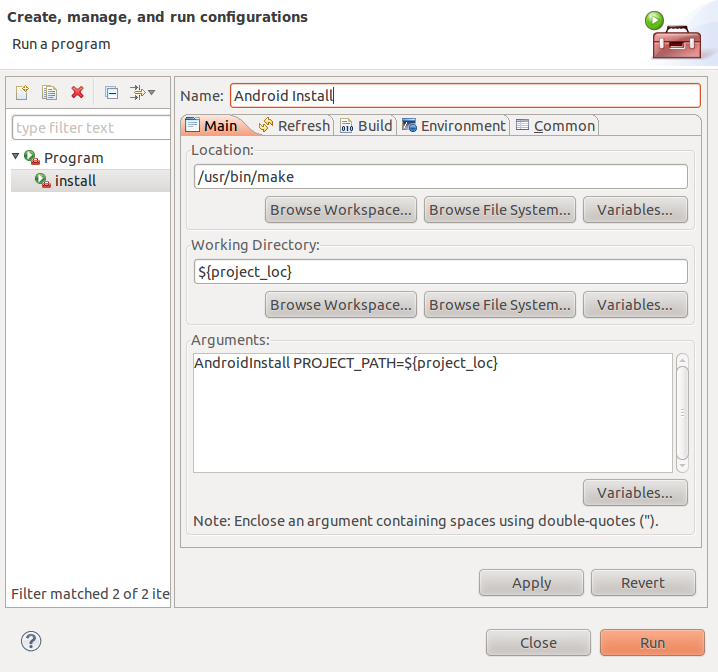 Create, manage, and run configurations
Run a program
type filter text
Program
install
Filter matched 2 of 2 ite
Name: Android Install
Main Refresh Build Environment Common
Location:
/usr/bin/make
Browse Workspace... Browse File System... Variables...
Working Directory:
${project_loc}
Browse Workspace... Browse File System... Variables...
Arguments:
AndroidInstall PROJECT_PATH=${project_loc}
Variables...
Note: Enclose an argument containing spaces using double-quotes (").
Apply Revert
? Close Run